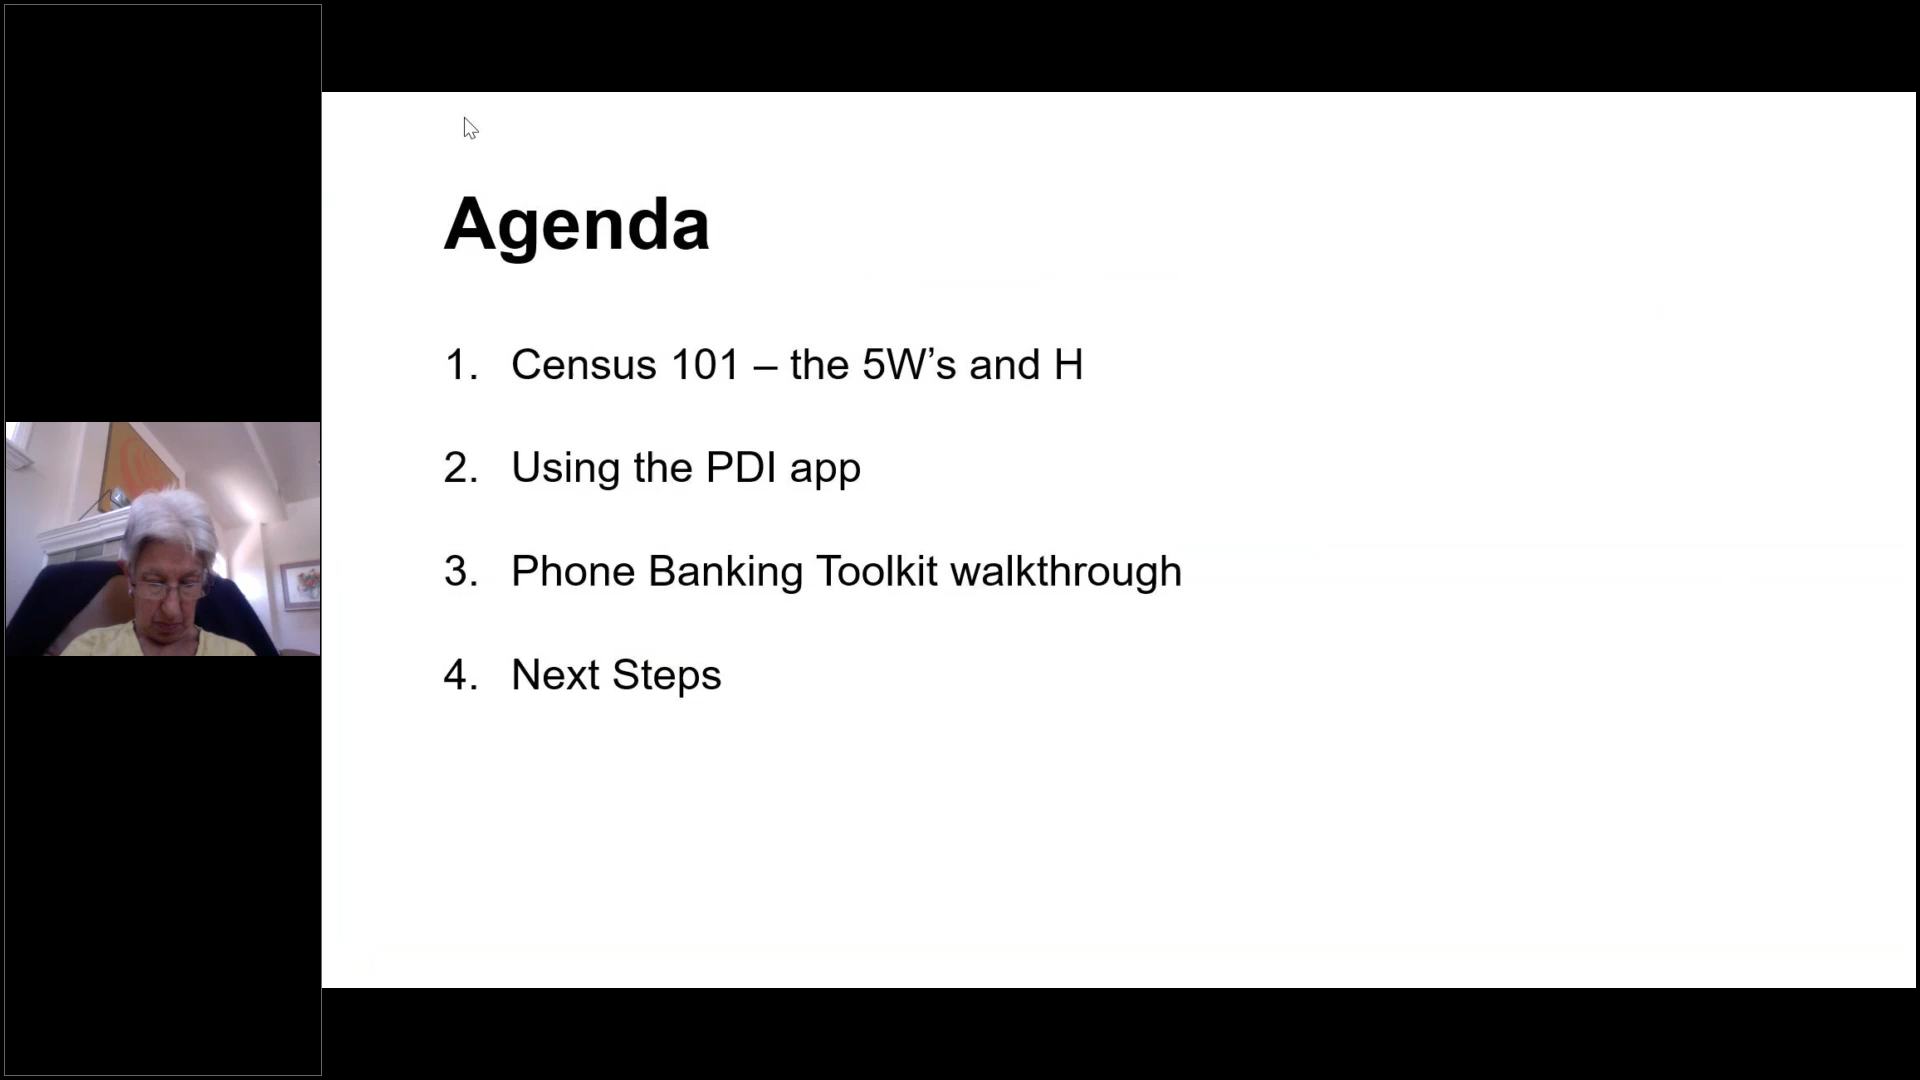 Agenda
1. Census 101 – the 5W’s and H
2. Using the PDI app
3. Phone Banking Toolkit walkthrough
4. Next Steps